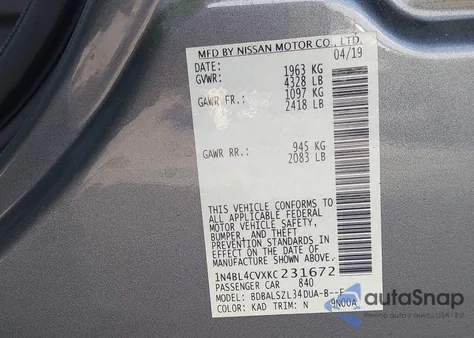 MFD BY NISSAN MOTOR CO., LTD.
DATE: 04/19
GVWR: 1963 KG
4328 LB
GAWR FR.: 1097 KG
2418 LB
GAWR RR.: 945 KG
2083 LB
THIS VEHICLE CONFORMS TO
ALL APPLICABLE FEDERAL
MOTOR VEHICLE SAFETY,
BUMPER, AND THEFT
PREVENTION STANDARDS
IN EFFECT ON THE DATE OF
MANUFACTURE SHOWN ABOVE.
1N4BL4CVXKC231672
PASSENGER CAR 840
MODEL: BDBALSZL34DUA-B--E
COLOR: KAD TRIM: N 9N00A
autoSnap